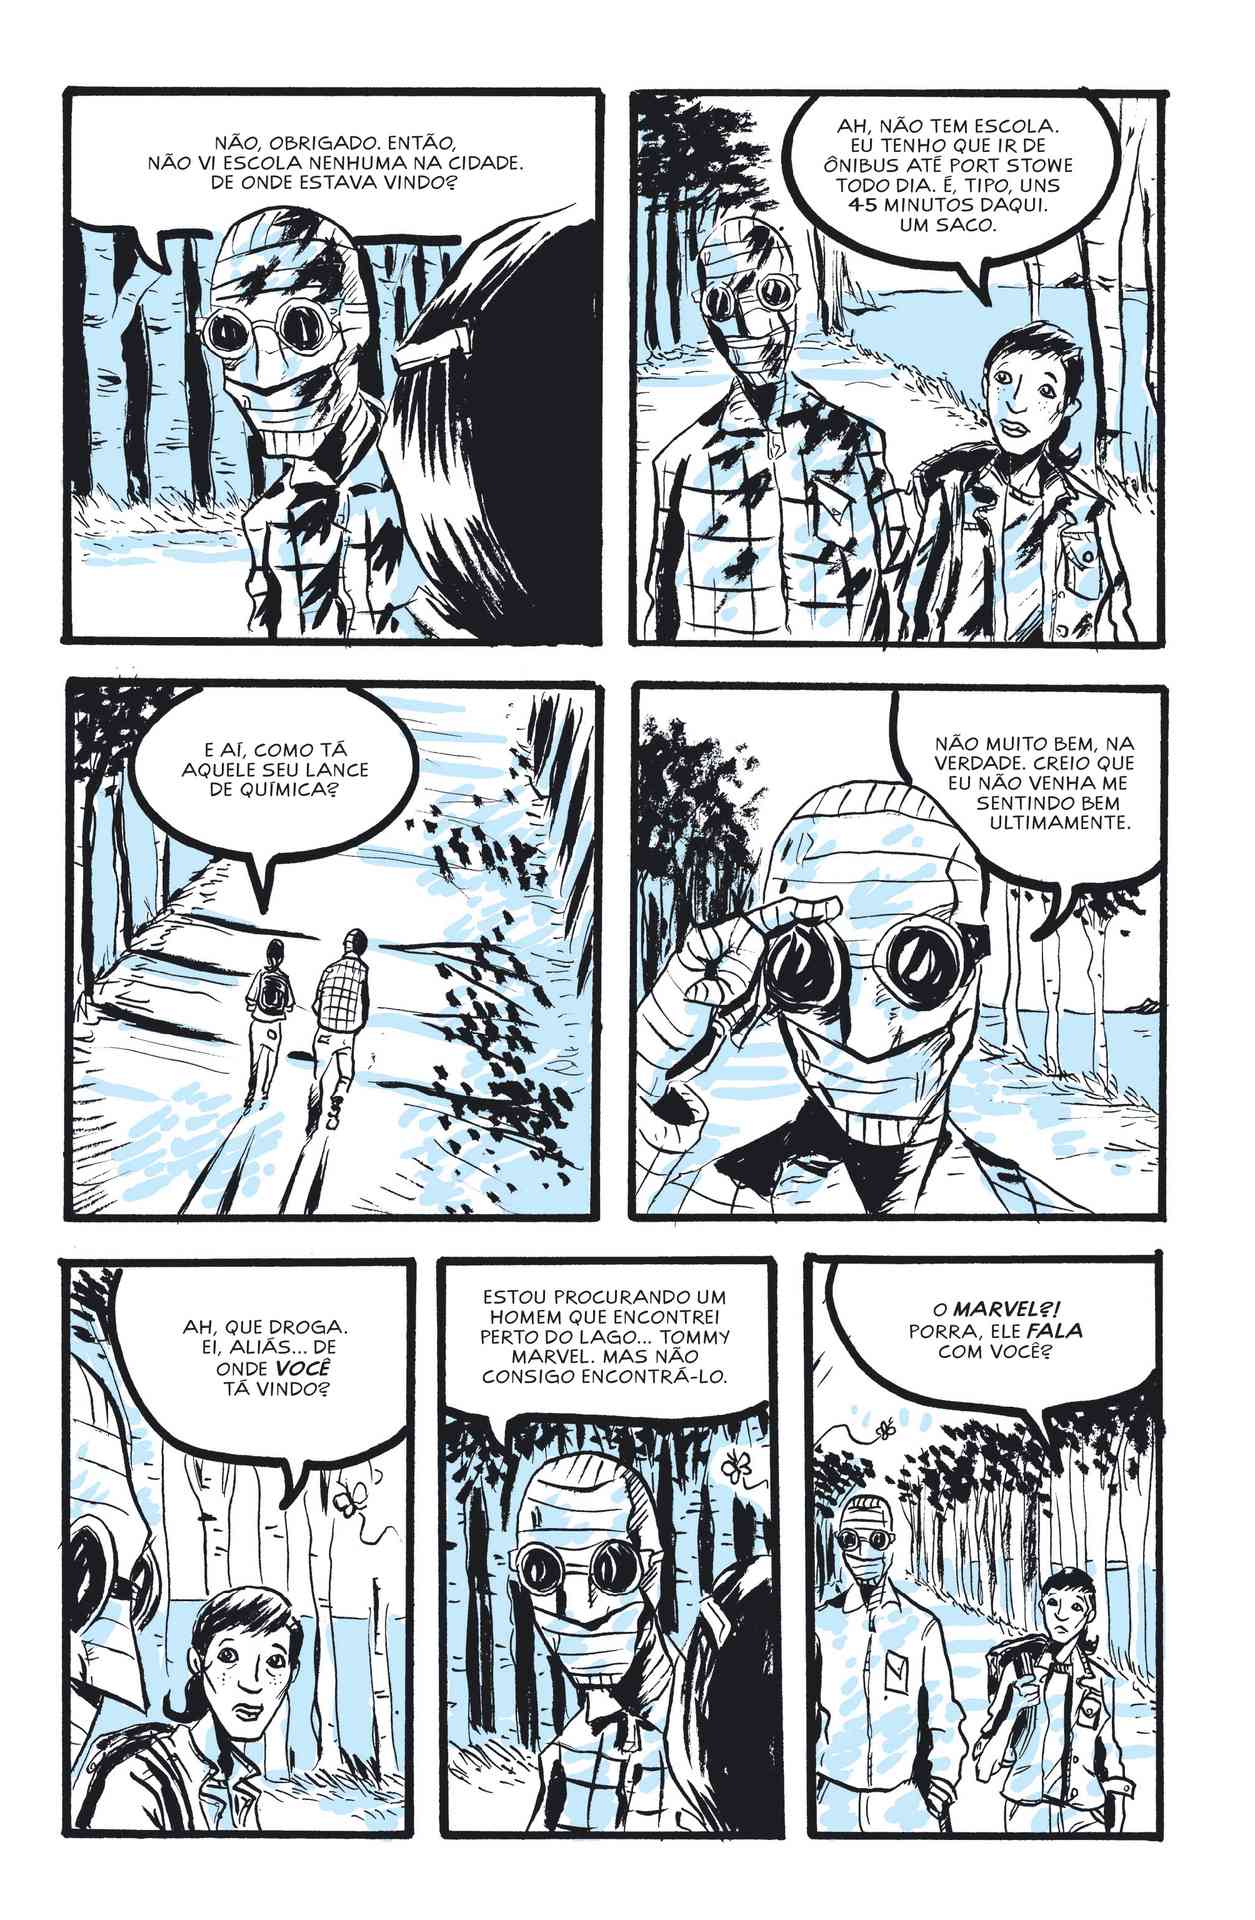 NÃO, OBRIGADO. ENTÃO,
NÃO VI ESCOLA NENHUMA NA CIDADE.
DE ONDE ESTAVA VINDO?
AH, NÃO TEM ESCOLA.
EU TENHO QUE IR DE
ÔNIBUS ATÉ PORT STOWE
TODO DIA. É, TIPO, UNS
45 MINUTOS DAQUI.
UM SACO.
E AÍ, COMO TÁ
AQUELE SEU LANCE
DE QUÍMICA?
NÃO MUITO BEM, NA
VERDADE. CREIO QUE
EU NÃO VENHA ME
SENTINDO BEM
ULTIMAMENTE.
AH, QUE DROGA.
EI, ALIÁS... DE
ONDE VOCÊ
TÁ VINDO?
ESTOU PROCURANDO UM
HOMEM QUE ENCONTREI
PERTO DO LAGO... TOMMY
MARVEL. MAS NÃO
CONSIGO ENCONTRÁ-LO.
O MARVEL?!
PORRA, ELE FALA
COM VOCÊ?